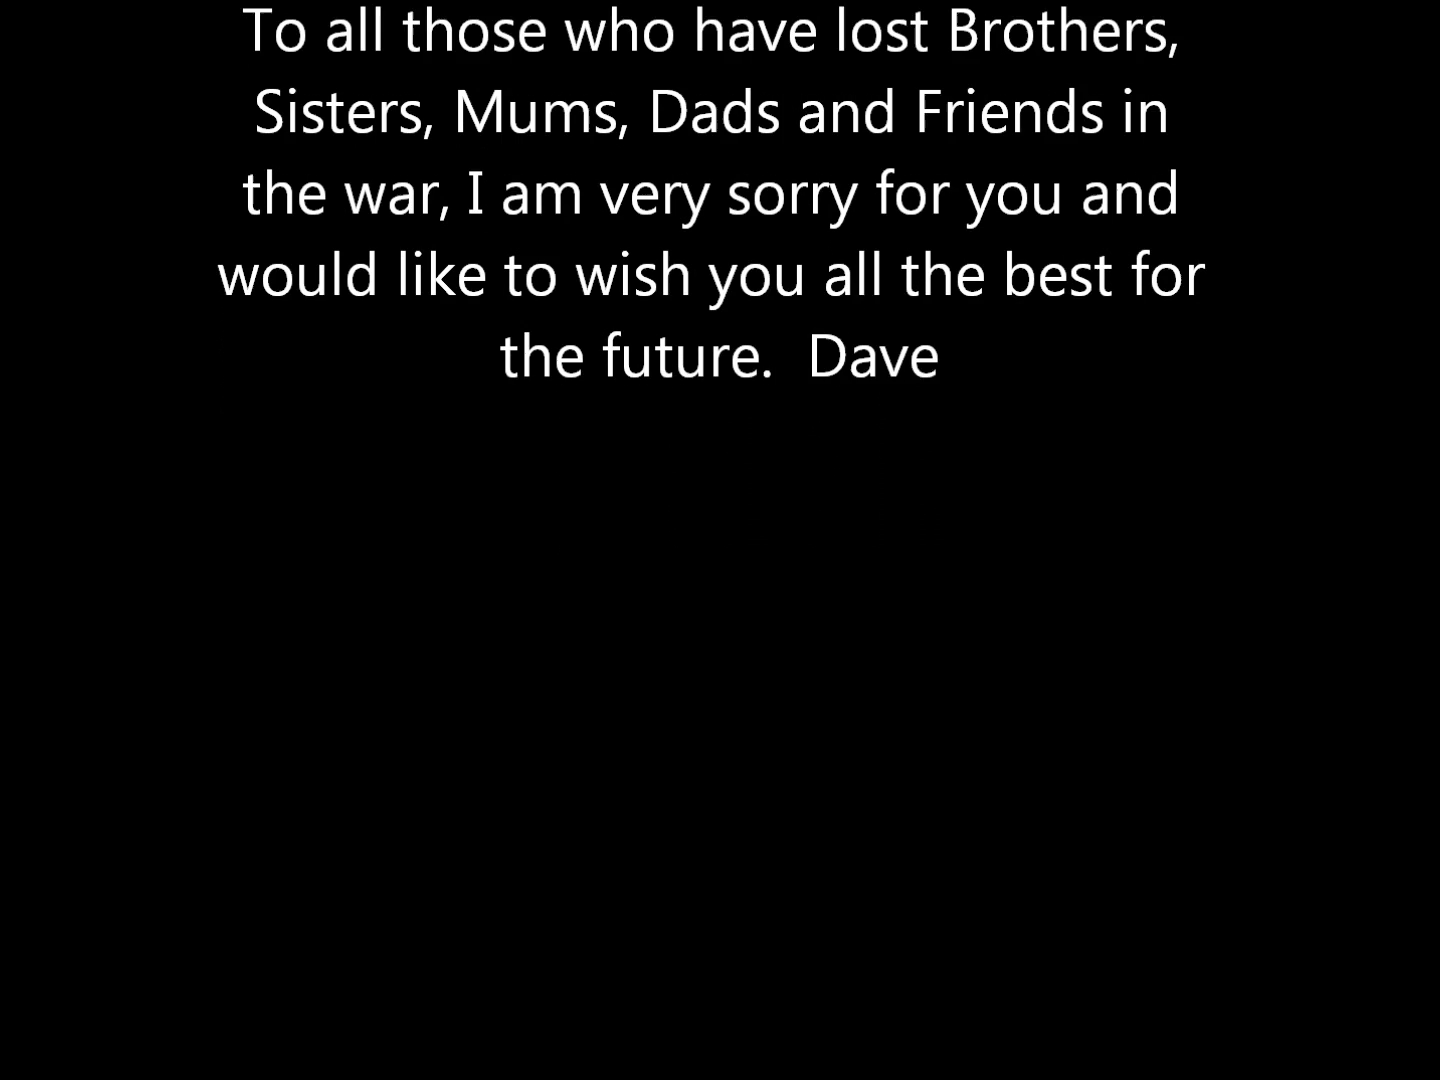 To all those who have lost Brothers,
Sisters, Mums, Dads and Friends in
the war, I am very sorry for you and
would like to wish you all the best for
the future.  Dave